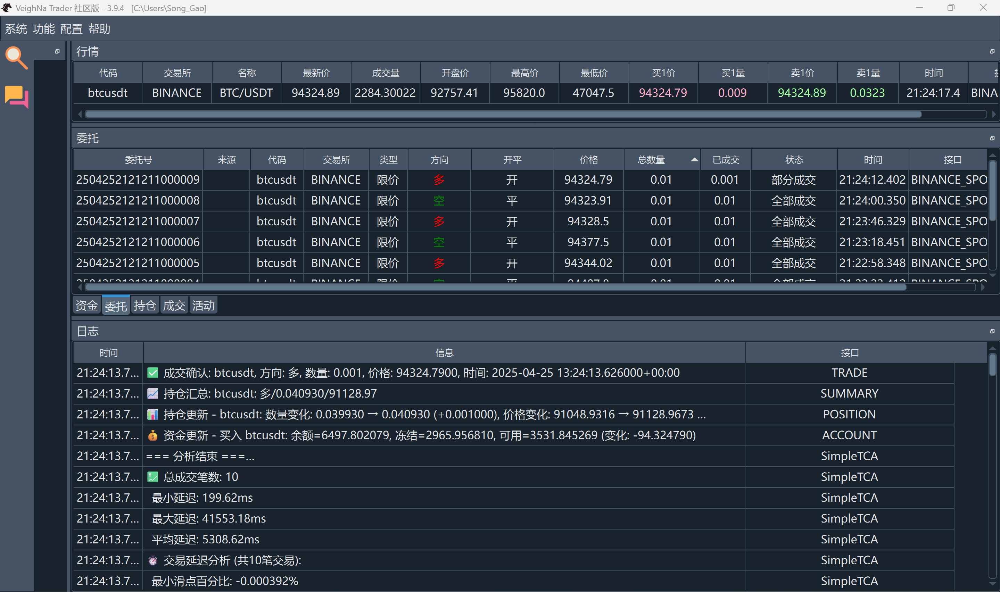 VeighNa Trader 社区版 - 3.9.4 [C:\Users\Song_Gao]
系统 功能 配置 帮助
行情
代码 交易所 名称 最新价 成交量 开盘价 最高价 最低价 买1价 买1量 卖1价 卖1量 时间
btcusdt BINANCE BTC/USDT 94324.89 2284.30022 92757.41 95820.0 47047.5 94324.79 0.009 94324.89 0.0323 21:24:17.4 BINA
委托
委托号 来源 代码 交易所 类型 方向 开平 价格 总数量 已成交 状态 时间 接口
2504252121211000009 btcusdt BINANCE 限价 多 开 94324.79 0.01 0.001 部分成交 21:24:12.402 BINANCE_SPO
2504252121211000008 btcusdt BINANCE 限价 空 平 94323.91 0.01 0.01 全部成交 21:24:00.350 BINANCE_SPO
2504252121211000007 btcusdt BINANCE 限价 多 开 94328.5 0.01 0.01 全部成交 21:23:46.329 BINANCE_SPO
2504252121211000006 btcusdt BINANCE 限价 空 平 94377.5 0.01 0.01 全部成交 21:23:18.451 BINANCE_SPO
2504252121211000005 btcusdt BINANCE 限价 多 开 94344.02 0.01 0.01 全部成交 21:22:58.348 BINANCE_SPO
资金 委托 持仓 成交 活动
日志
时间 信息 接口
21:24:13.7... ✅ 成交确认: btcusdt, 方向: 多, 数量: 0.001, 价格: 94324.7900, 时间: 2025-04-25 13:24:13.626000+00:00 TRADE
21:24:13.7... 📈 持仓汇总: btcusdt: 多/0.040930/91128.97 SUMMARY
21:24:13.7... 📊 持仓更新 - btcusdt: 数量变化: 0.039930 → 0.040930 (+0.001000), 价格变化: 91048.9316 → 91128.9673 ... POSITION
21:24:13.7... 💰 资金更新 - 买入 btcusdt: 余额=6497.802079, 冻结=2965.956810, 可用=3531.845269 (变化: -94.324790) ACCOUNT
21:24:13.7... === 分析结束 ===... SimpleTCA
21:24:13.7... 💹 总成交笔数: 10 SimpleTCA
21:24:13.7... 最小延迟: 199.62ms SimpleTCA
21:24:13.7... 最大延迟: 41553.18ms SimpleTCA
21:24:13.7... 平均延迟: 5308.62ms SimpleTCA
21:24:13.7... ⏱ 交易延迟分析 (共10笔交易): SimpleTCA
21:24:13.7... 最小滑点百分比: -0.000392% SimpleTCA